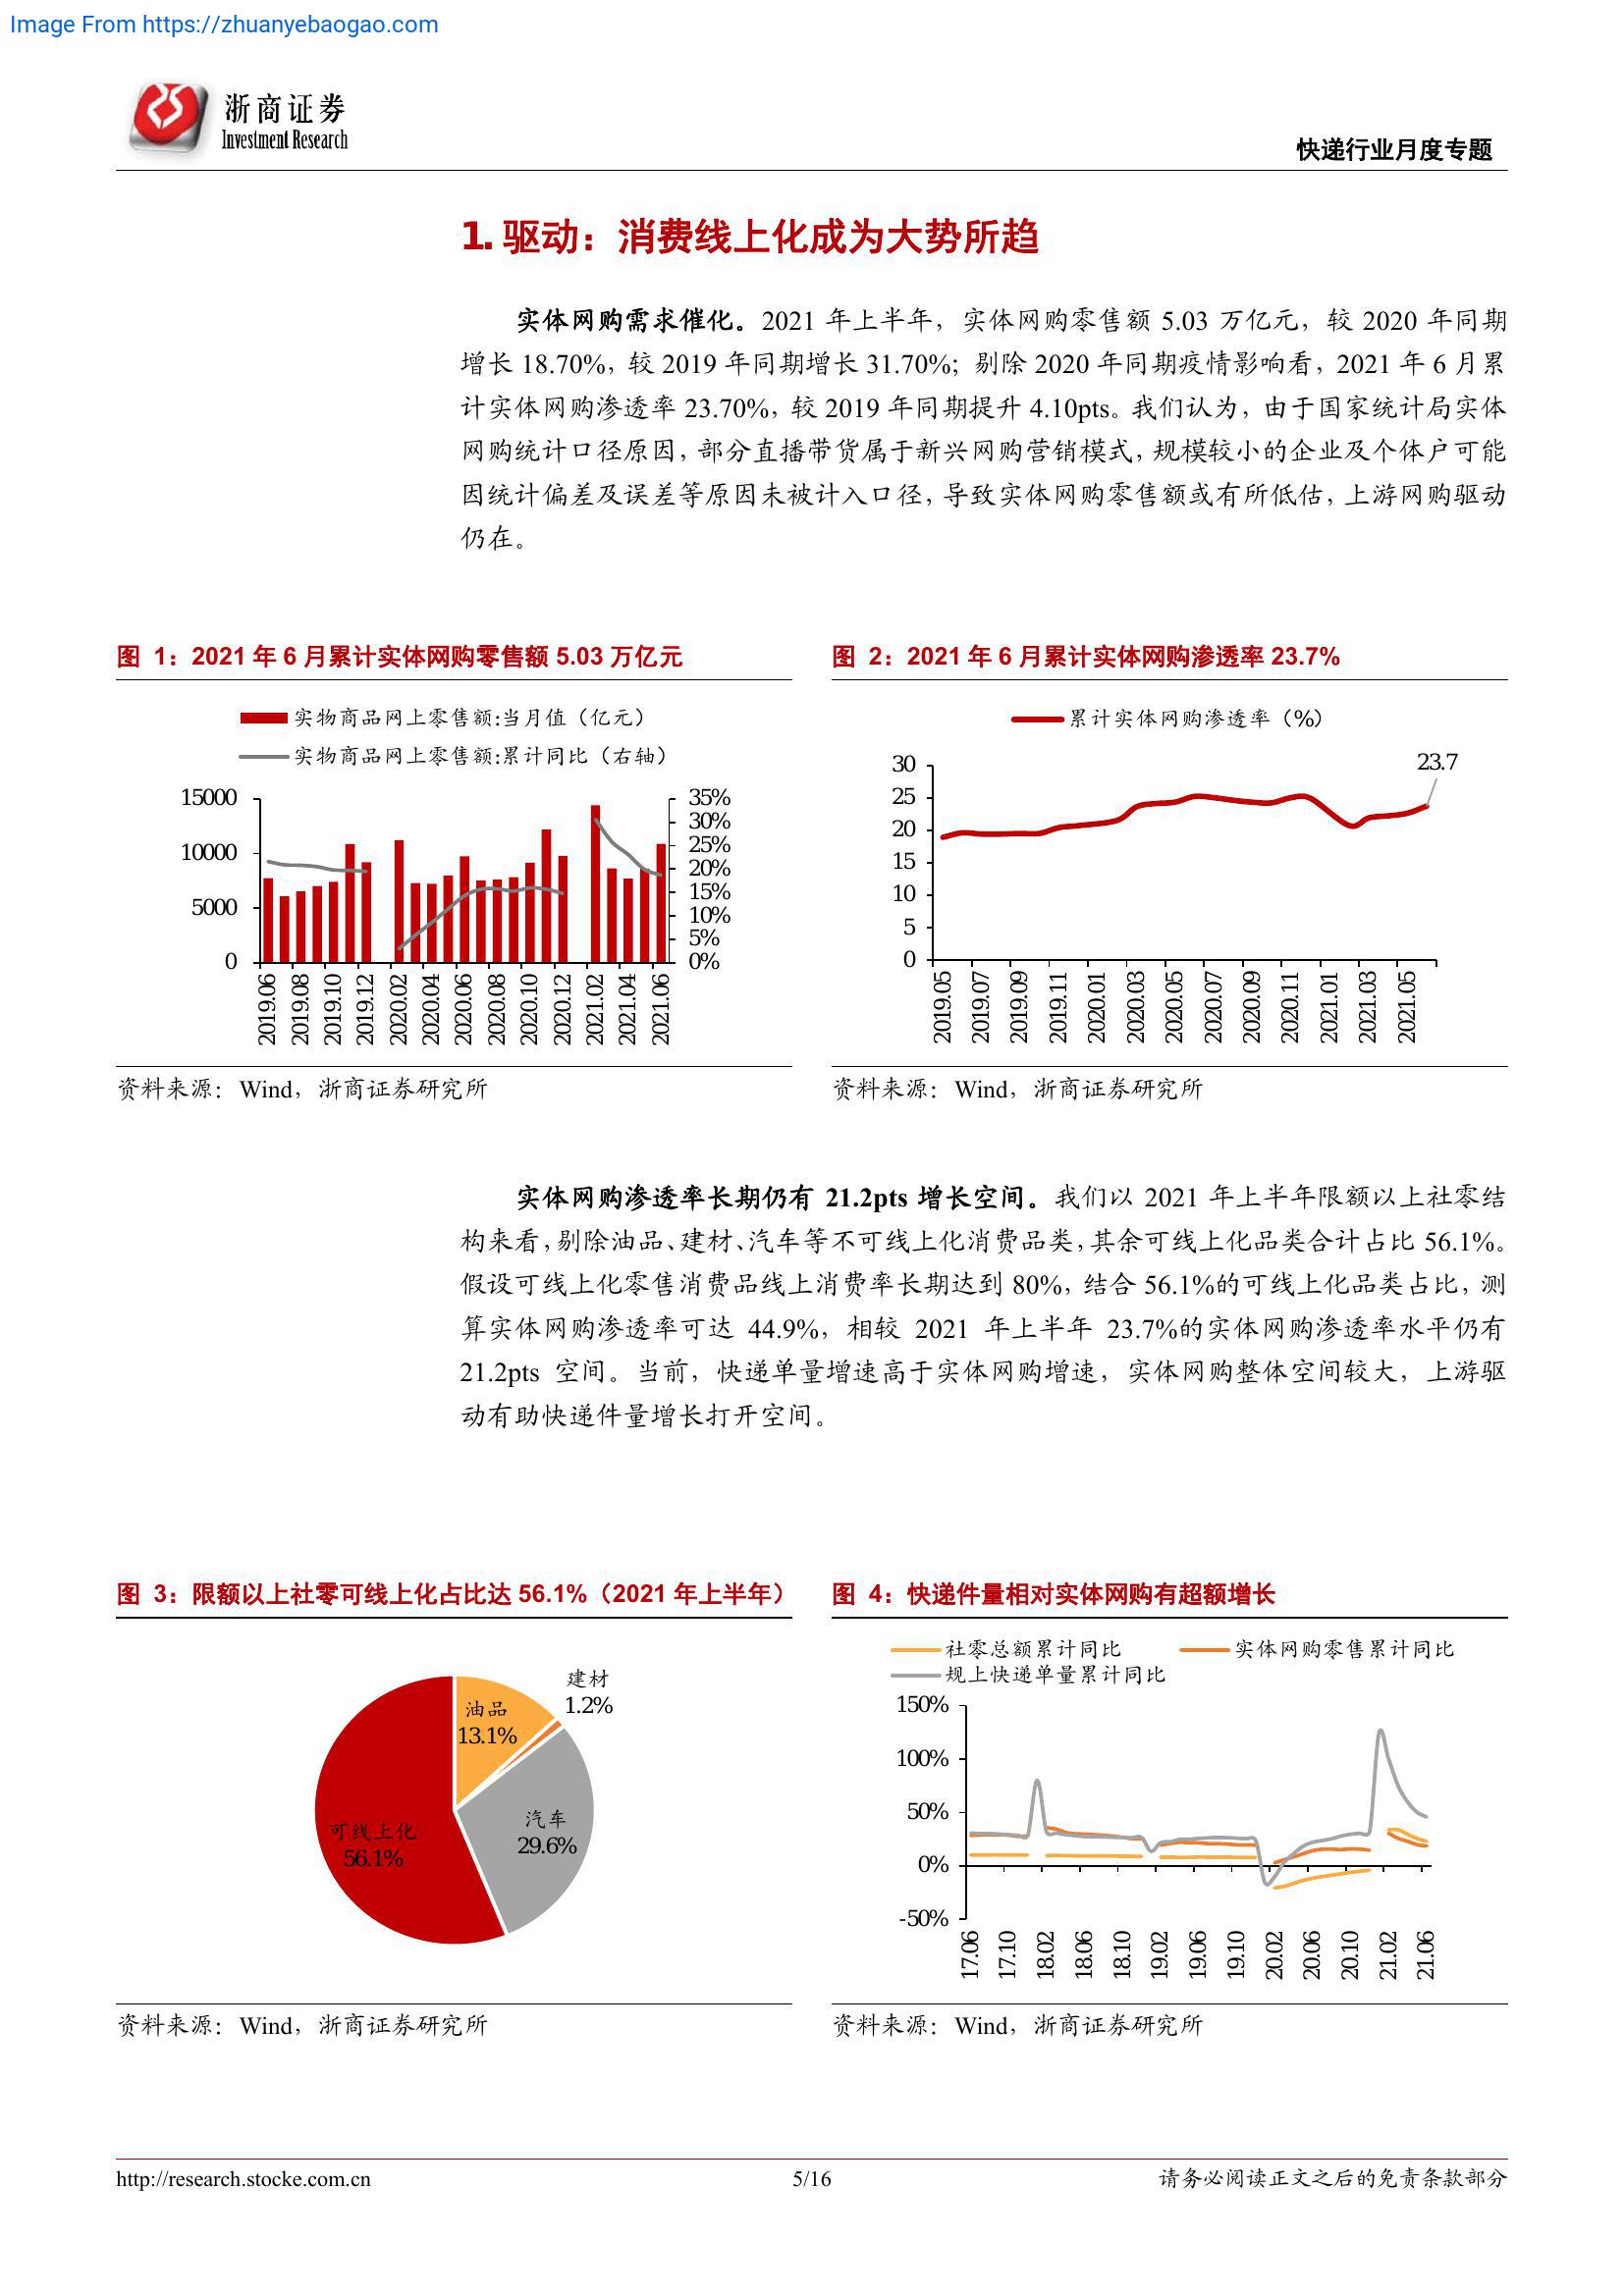 Image From https://zhuanyebaogao.com
浙商证券
Investment Research
快递行业月度专题
1. 驱动：消费线上化成为大势所趋
实体网购需求催化。2021 年上半年，实体网购零售额 5.03 万亿元，较 2020 年同期
增长 18.70%，较 2019 年同期增长 31.70%；剔除 2020 年同期疫情影响看，2021 年 6 月累
计实体网购渗透率 23.70%，较 2019 年同期提升 4.10pts。我们认为，由于国家统计局实体
网购统计口径原因，部分直播带货属于新兴网购营销模式，规模较小的企业及个体户可能
因统计偏差及误差等原因未被计入口径，导致实体网购零售额或有所低估，上游网购驱动
仍在。
图 1：2021 年 6 月累计实体网购零售额 5.03 万亿元
实物商品网上零售额:当月值（亿元）
实物商品网上零售额:累计同比（右轴）
15000
10000
5000
0
35%
30%
25%
20%
15%
10%
5%
0%
2019.06
2019.08
2019.10
2019.12
2020.02
2020.04
2020.06
2020.08
2020.10
2020.12
2021.02
2021.04
2021.06
资料来源：Wind，浙商证券研究所
图 2：2021 年 6 月累计实体网购渗透率 23.7%
累计实体网购渗透率（%）
23.7
30
25
20
15
10
5
0
2019.05
2019.07
2019.09
2019.11
2020.01
2020.03
2020.05
2020.07
2020.09
2020.11
2021.01
2021.03
2021.05
资料来源：Wind，浙商证券研究所
实体网购渗透率长期仍有 21.2pts 增长空间。我们以 2021 年上半年限额以上社零结
构来看，剔除油品、建材、汽车等不可线上化消费品类，其余可线上化品类合计占比 56.1%。
假设可线上化零售消费品线上消费率长期达到 80%，结合 56.1%的可线上化品类占比，测
算实体网购渗透率可达 44.9%，相较 2021 年上半年 23.7%的实体网购渗透率水平仍有
21.2pts 空间。当前，快递单量增速高于实体网购增速，实体网购整体空间较大，上游驱
动有助快递件量增长打开空间。
图 3：限额以上社零可线上化占比达 56.1%（2021 年上半年）
油品
13.1%
建材
1.2%
汽车
29.6%
可线上化
56.1%
资料来源：Wind，浙商证券研究所
图 4：快递件量相对实体网购有超额增长
社零总额累计同比
实体网购零售累计同比
规上快递单量累计同比
150%
100%
50%
0%
-50%
17.06
17.10
18.02
18.06
18.10
19.02
19.06
19.10
20.02
20.06
20.10
21.02
21.06
资料来源：Wind，浙商证券研究所
http://research.stocke.com.cn
5/16
请务必阅读正文之后的免责条款部分